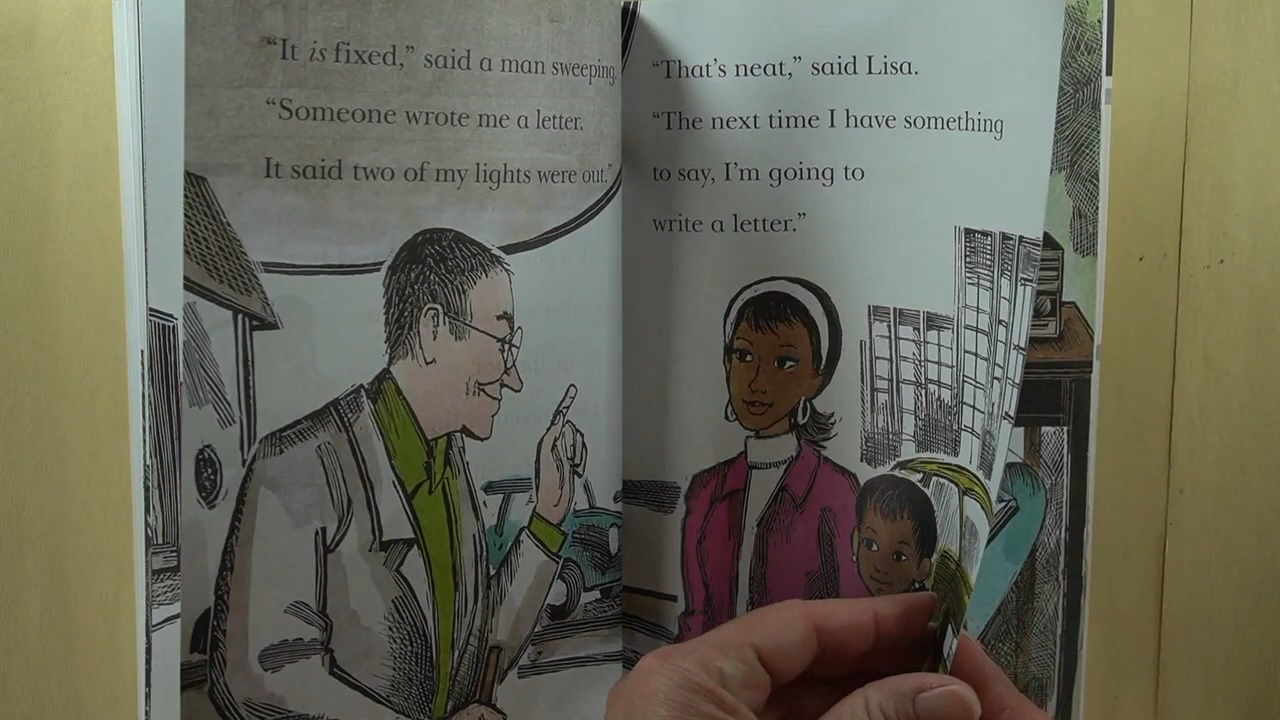 “It is fixed,” said a man sweeping.
“Someone wrote me a letter.
It said two of my lights were out.”
“That’s neat,” said Lisa.
“The next time I have something
to say, I’m going to
write a letter.”